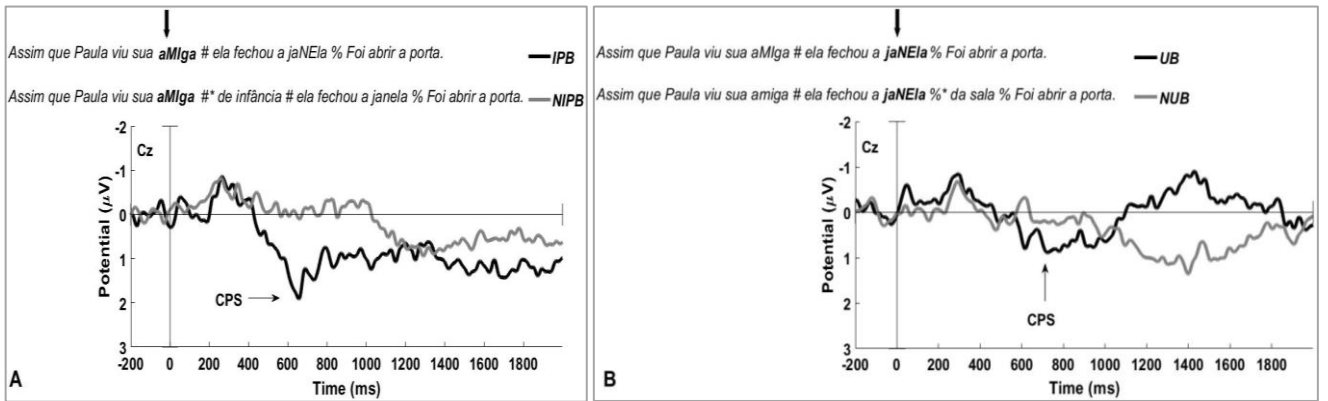 Assim que Paula viu sua aMIga # ela fechou a jaNEla % Foi abrir a porta. IPB
Assim que Paula viu sua aMIga #* de infância # ela fechou a janela % Foi abrir a porta. NIPB
-2
-1
0
1
2
3
Cz
Potential (μV)
CPS
-200 0 200 400 600 800 1000 1200 1400 1600 1800
Time (ms)
A
Assim que Paula viu sua aMIga # ela fechou a jaNEla % Foi abrir a porta. UB
Assim que Paula viu sua amiga # ela fechou a jaNEla %* da sala % Foi abrir a porta. NUB
-2
-1
0
1
2
3
Cz
Potential (μV)
CPS
-200 0 200 400 600 800 1000 1200 1400 1600 1800
Time (ms)
B